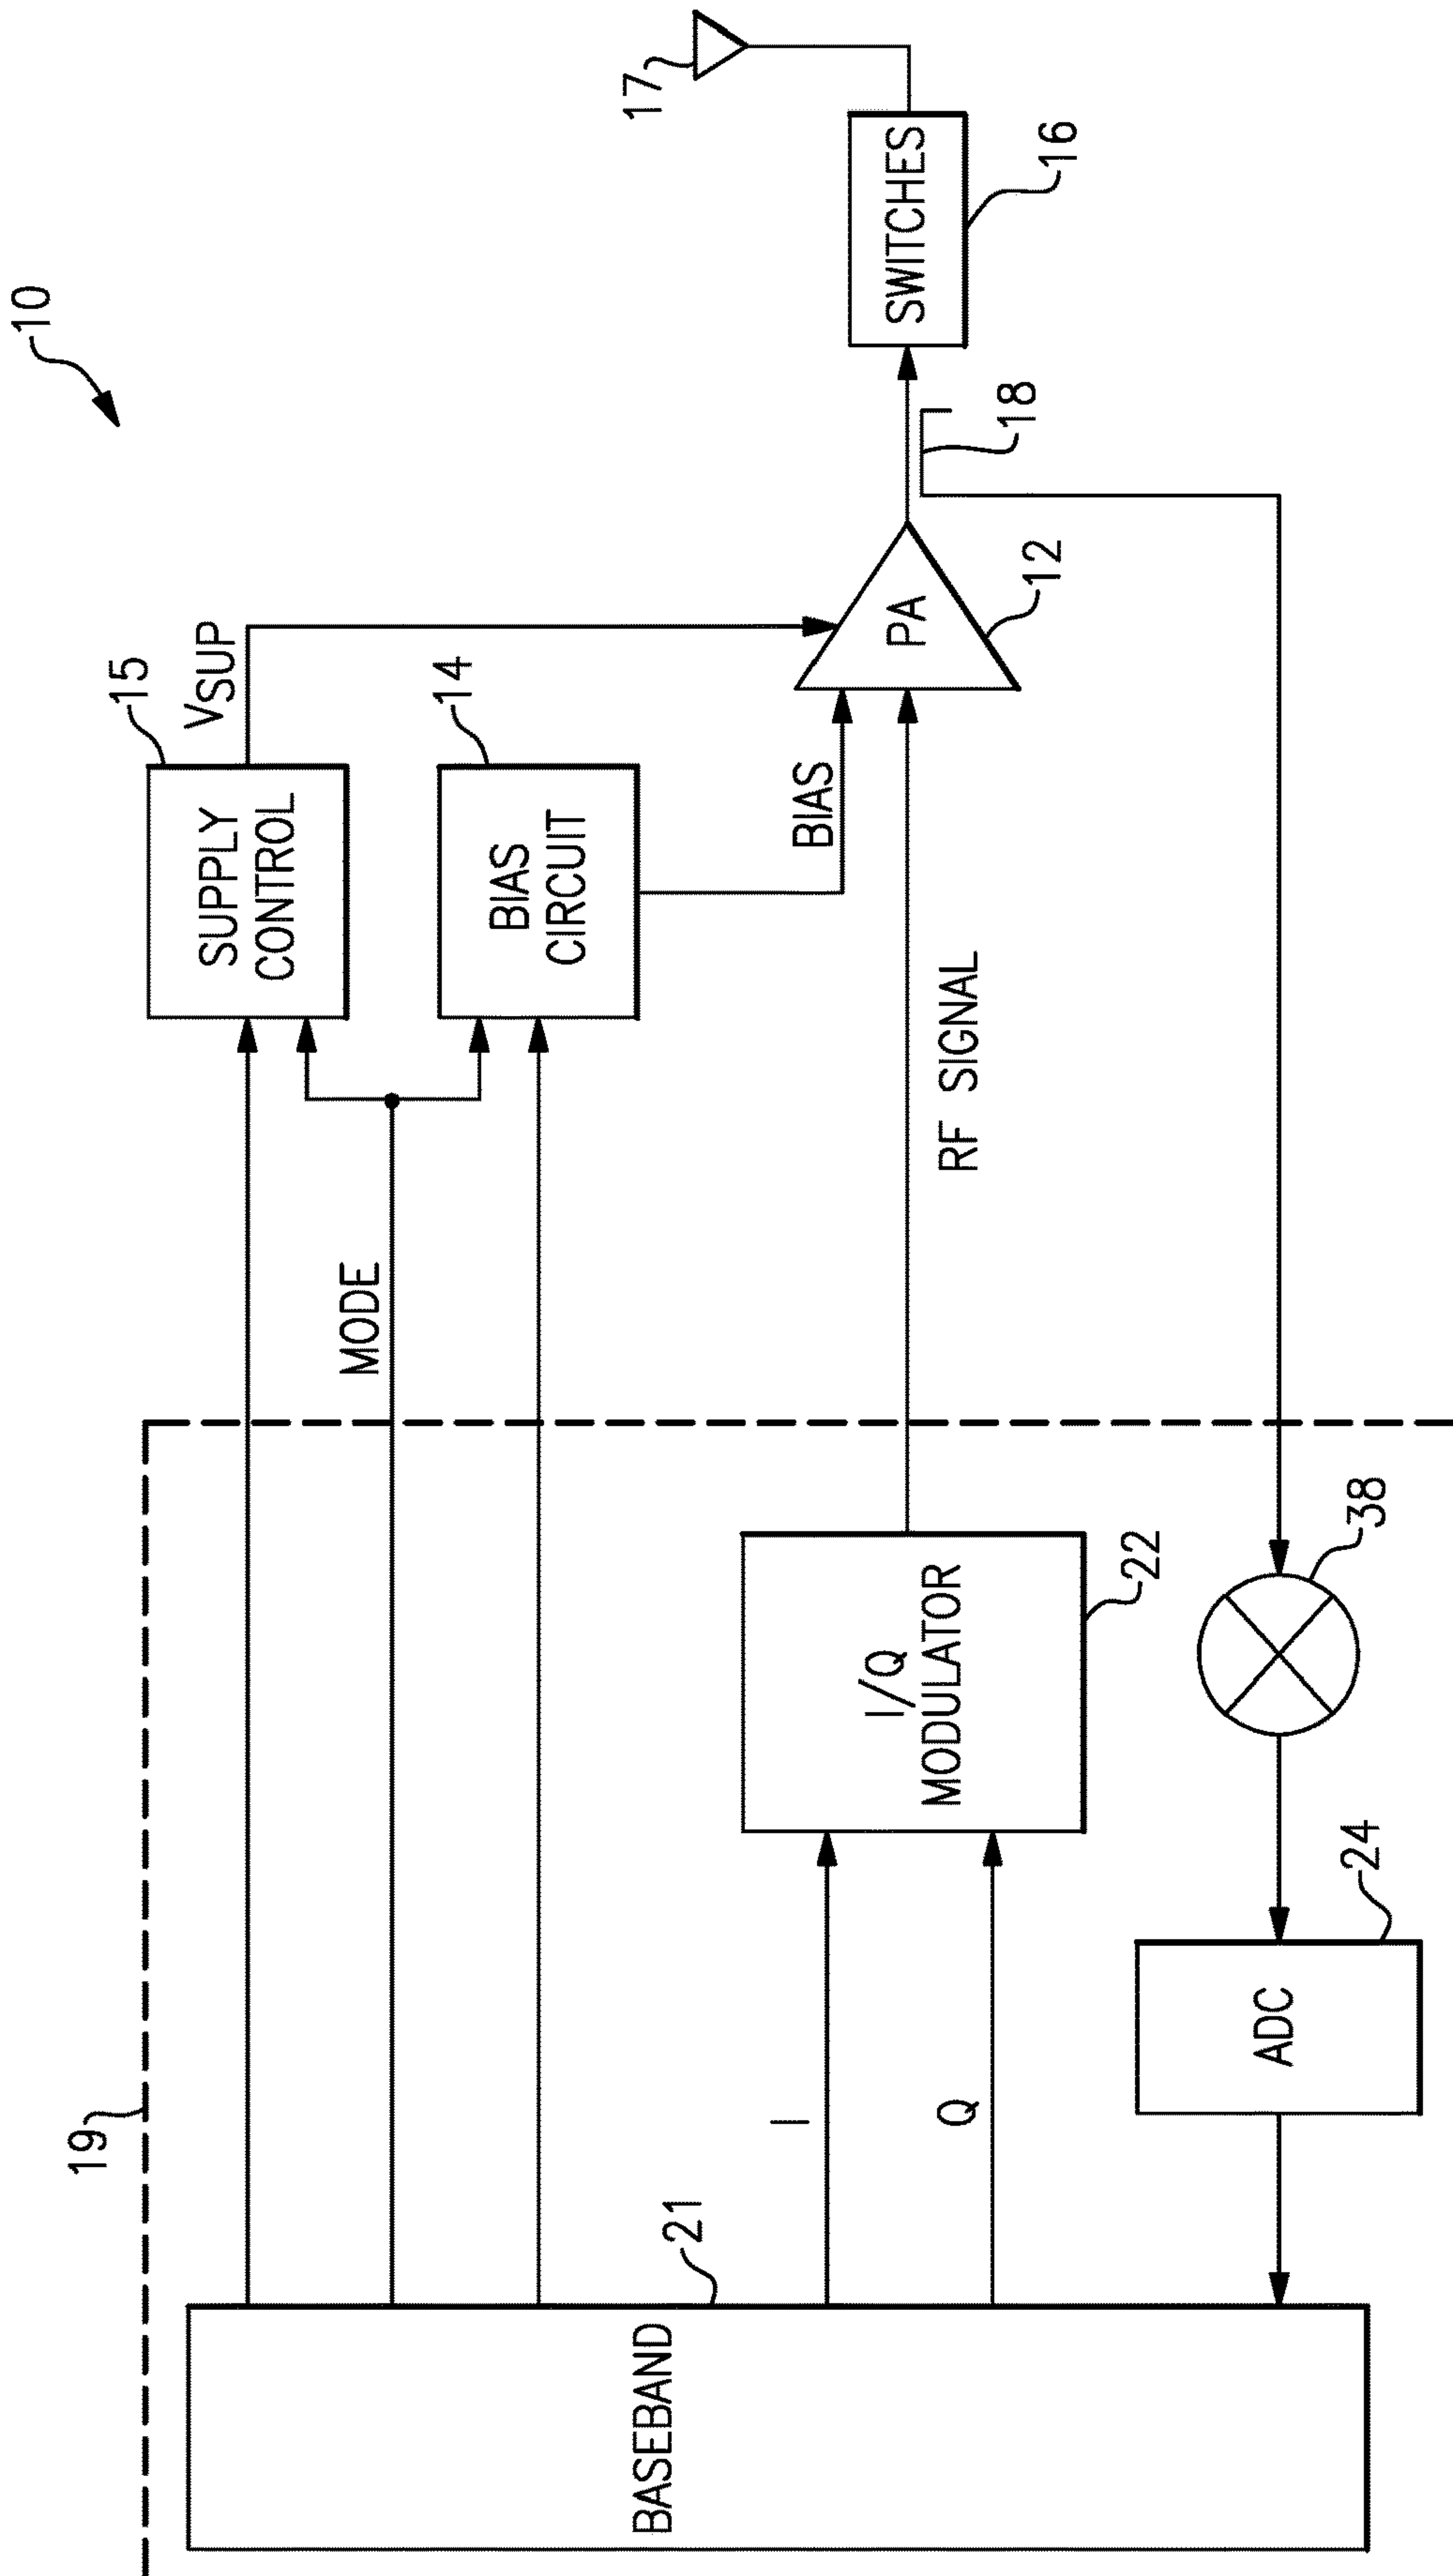 10
19
BASEBAND
21
MODE
SUPPLY
CONTROL
15
VSUP
BIAS
CIRCUIT
14
BIAS
I
Q
I/Q
MODULATOR
22
RF SIGNAL
PA
12
18
SWITCHES
16
17
ADC
24
38